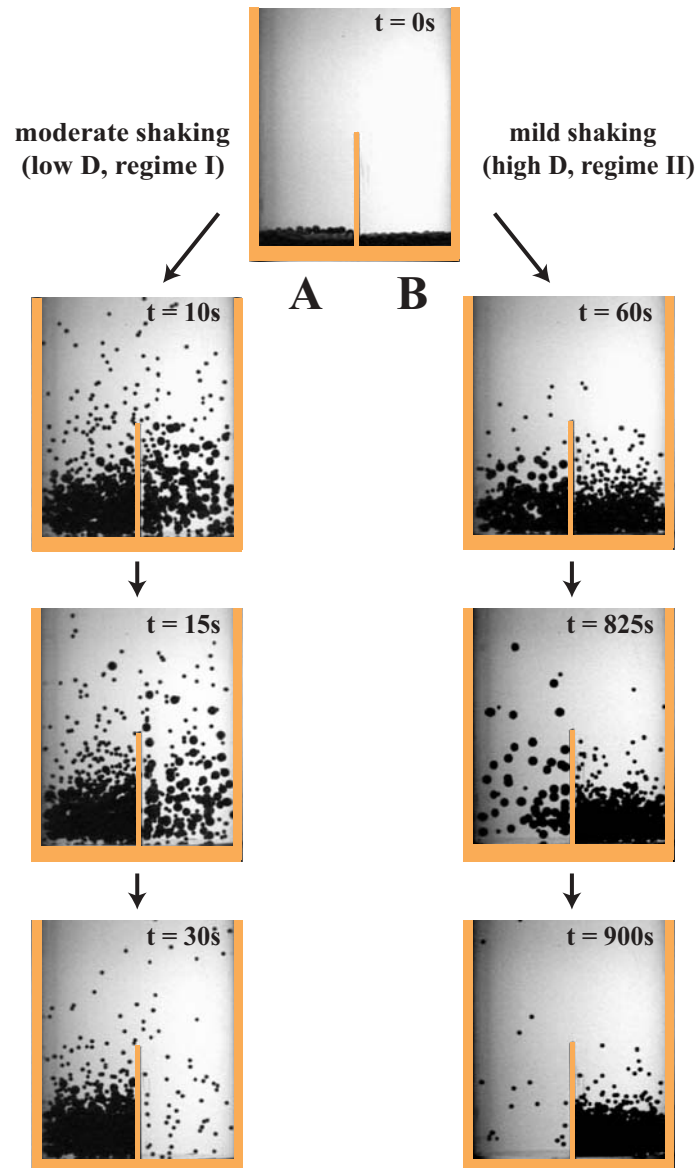 t = 0s
moderate shaking
(low D, regime I)
mild shaking
(high D, regime II)
A
B
t = 10s
t = 60s
t = 15s
t = 825s
t = 30s
t = 900s